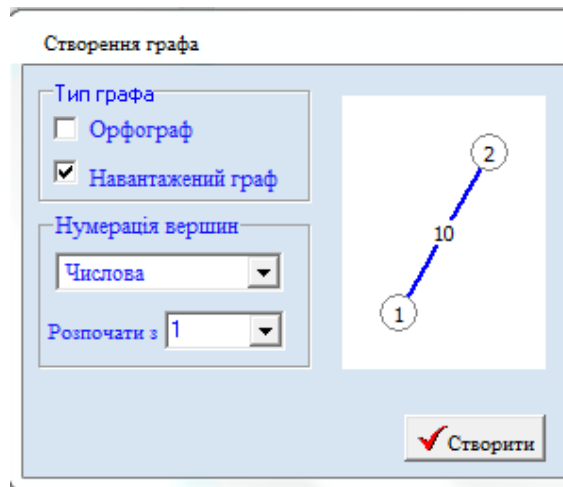 Створення графа
Тип графа
Орфограф
Навантажений граф
Нумерація вершин
Числова
Розпочати з 1
2
10
1
Створити